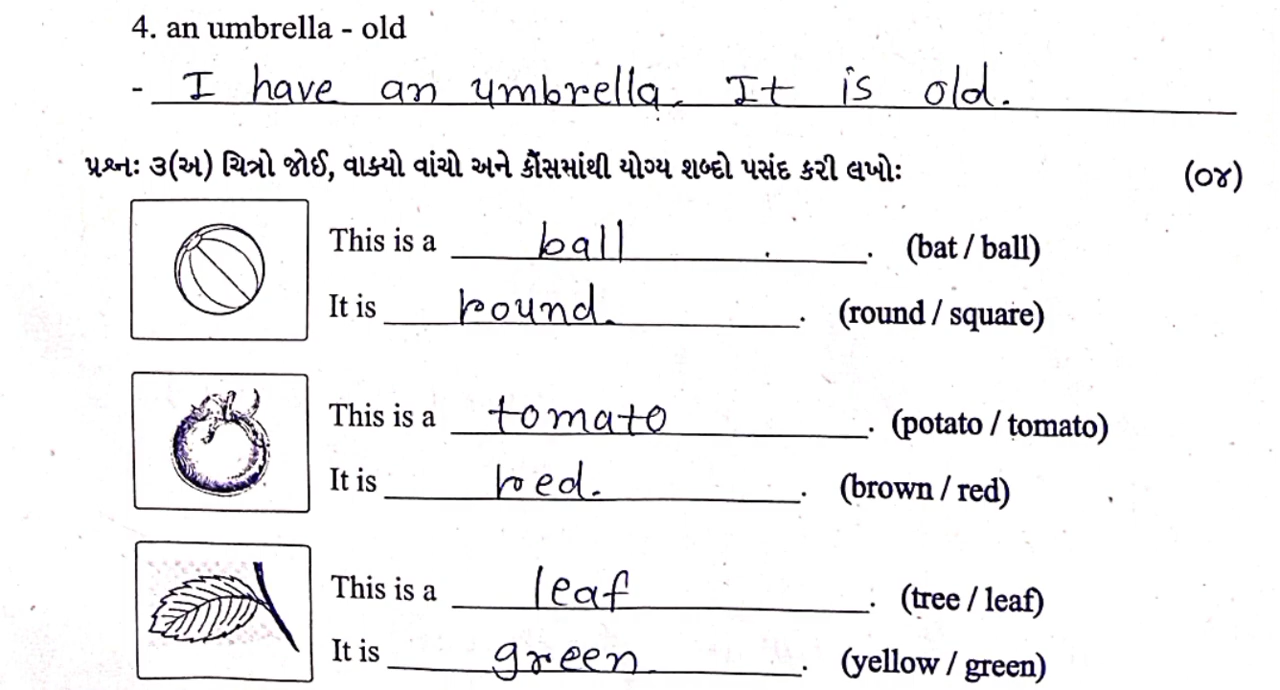 4. an umbrella - old
- I have an umbrella. It is old.
પ્રશ્ન: ૩(અ) ચિત્રો જોઈ, વાક્યો વાંચો અને કૌંસમાંથી યોગ્ય શબ્દો પસંદ કરી લખો: (૦૪)
This is a ball. (bat / ball)
It is round. (round / square)
This is a tomato. (potato / tomato)
It is red. (brown / red)
This is a leaf. (tree / leaf)
It is green. (yellow / green)